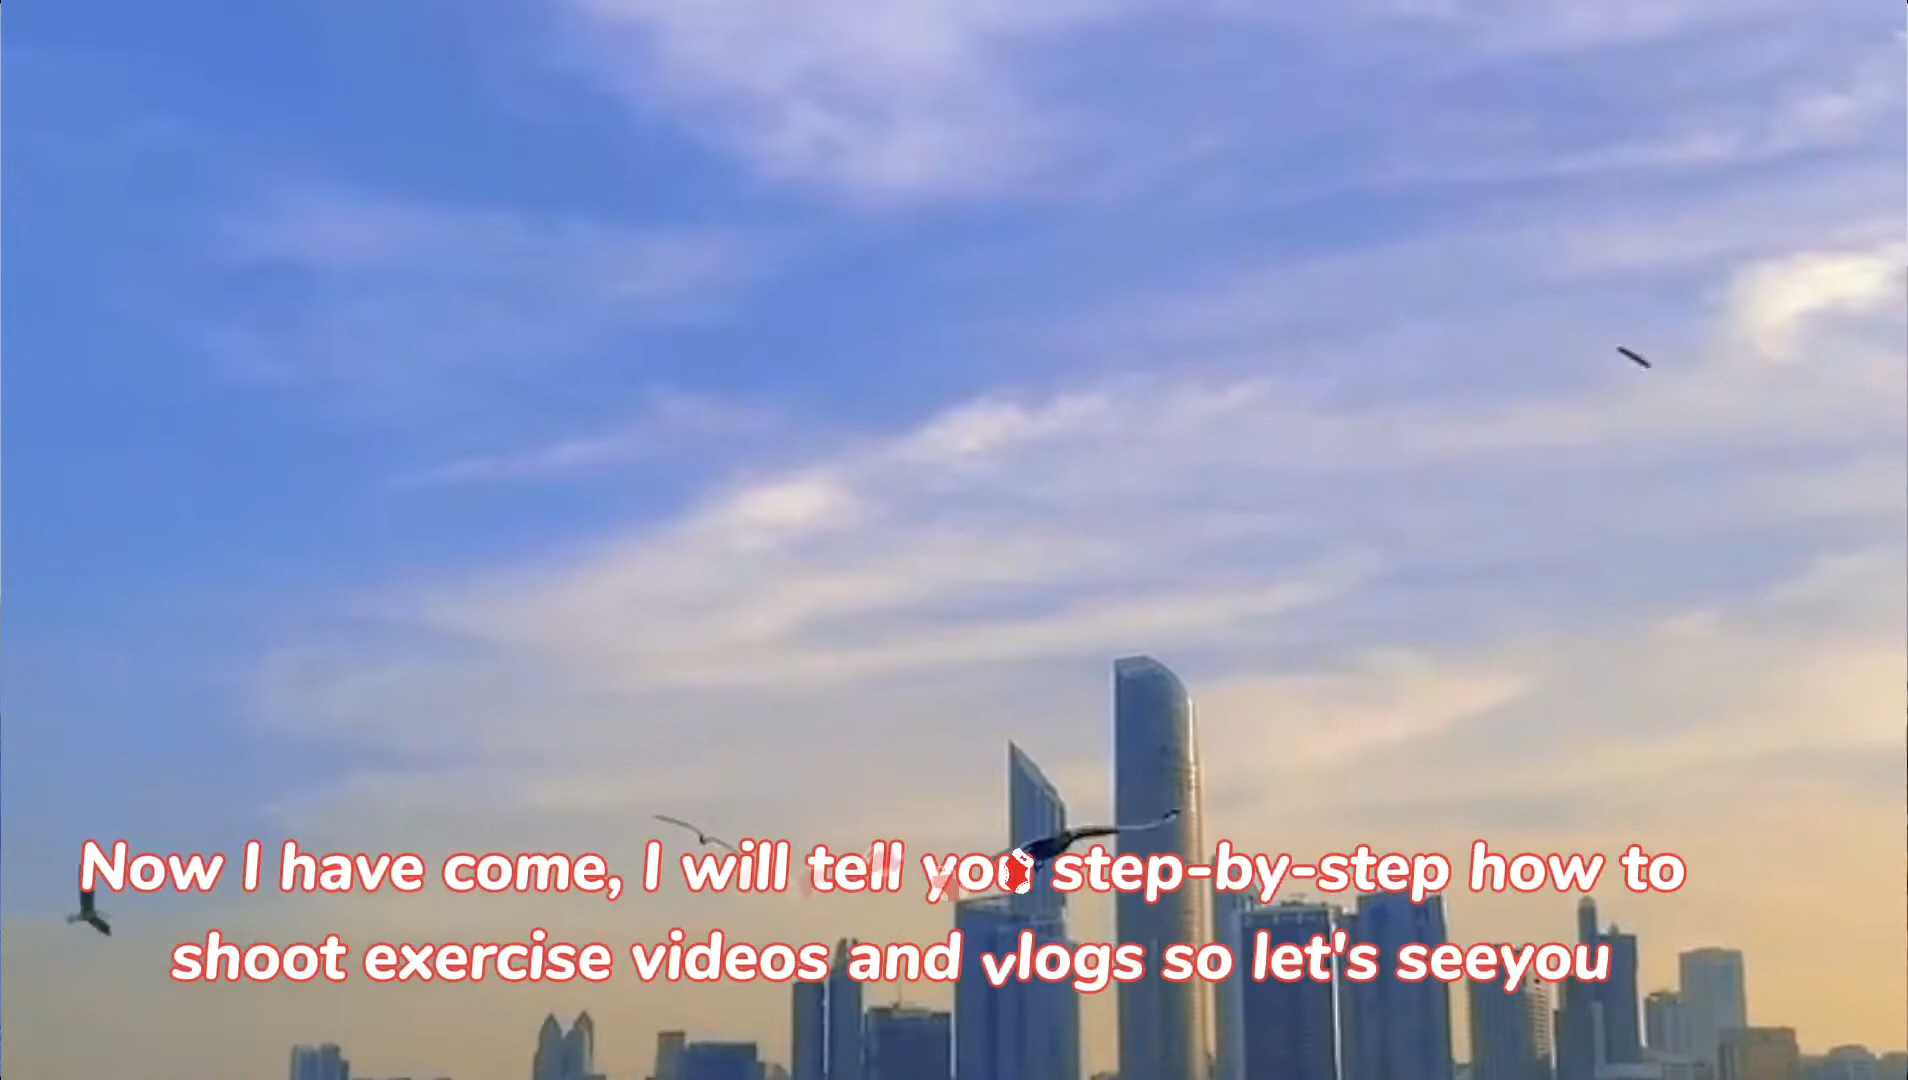 Now I have come, I will tell you step-by-step how to
shoot exercise videos and vlogs so let's seeyou